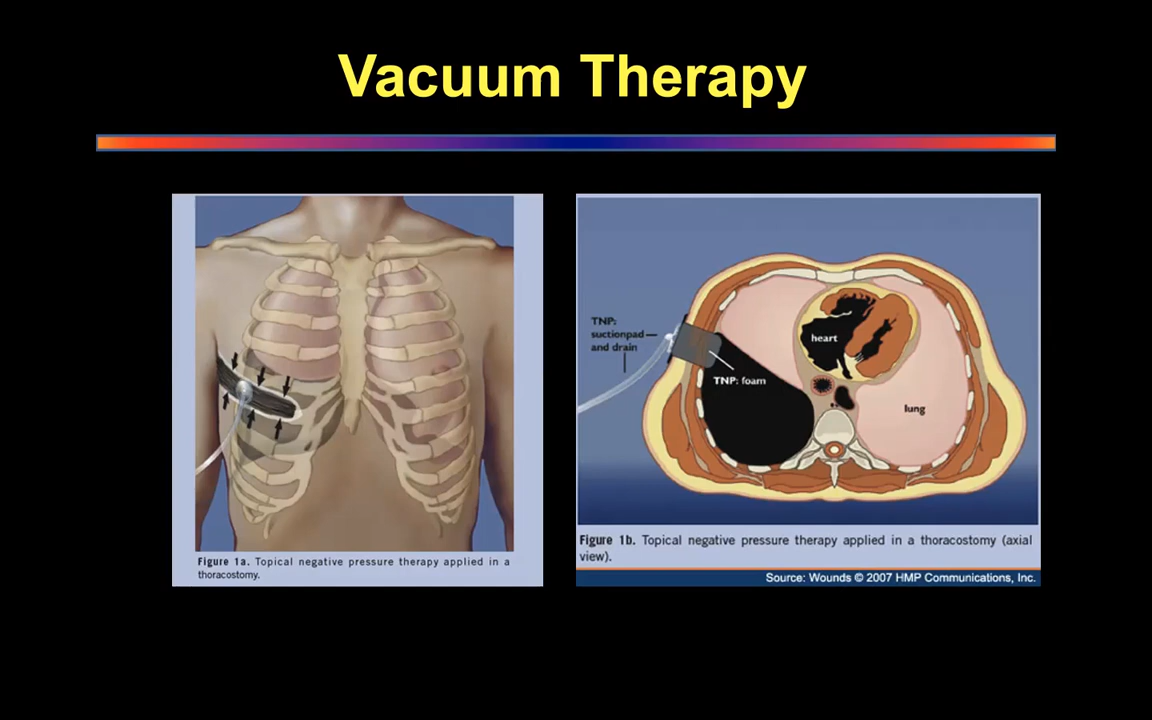 Vacuum Therapy
TNP:
suctionpad
and drain
TNP: foam
heart
lung
Figure 1a. Topical negative pressure therapy applied in a
thoracostomy.
Figure 1b. Topical negative pressure therapy applied in a thoracostomy (axial
view).
Source: Wounds © 2007 HMP Communications, Inc.